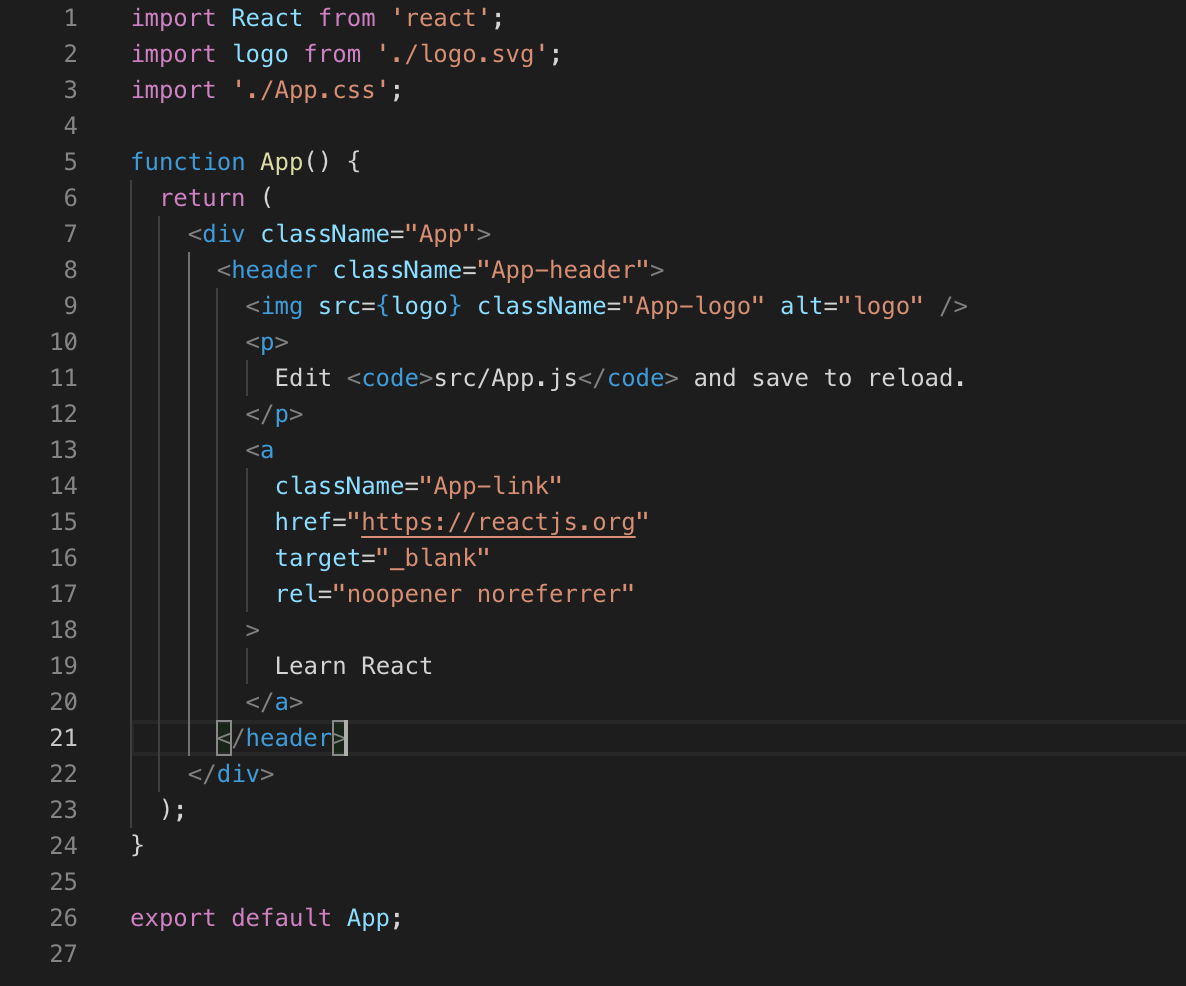 1 import React from 'react';
2 import logo from './logo.svg';
3 import './App.css';
4
5 function App() {
6   return (
7     <div className="App">
8       <header className="App-header">
9         <img src={logo} className="App-logo" alt="logo" />
10         <p>
11           Edit <code>src/App.js</code> and save to reload.
12         </p>
13         <a
14           className="App-link"
15           href="https://reactjs.org"
16           target="_blank"
17           rel="noopener noreferrer"
18         >
19           Learn React
20         </a>
21       </header>
22     </div>
23   );
24 }
25
26 export default App;
27